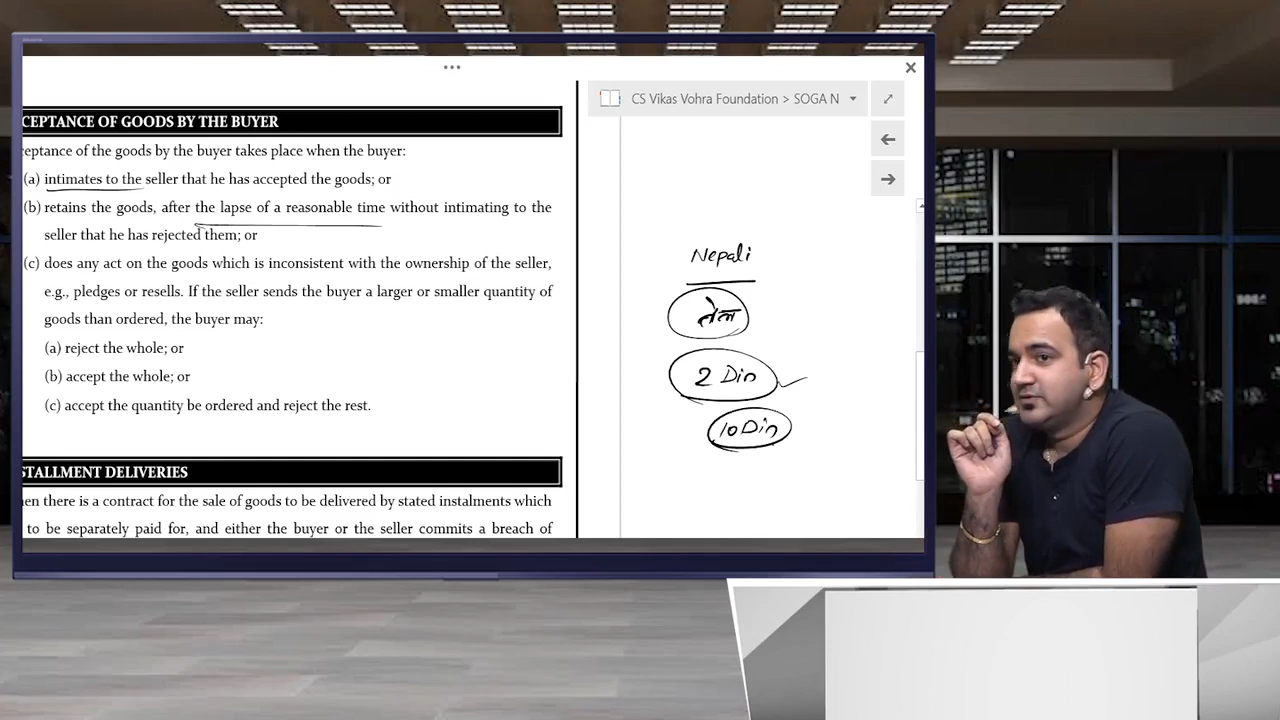 CEPTANCE OF GOODS BY THE BUYER
ceptance of the goods by the buyer takes place when the buyer:
(a) intimates to the seller that he has accepted the goods; or
(b) retains the goods, after the lapse of a reasonable time without intimating to the
seller that he has rejected them; or
(c) does any act on the goods which is inconsistent with the ownership of the seller,
e.g., pledges or resells. If the seller sends the buyer a larger or smaller quantity of
goods than ordered, the buyer may:
(a) reject the whole; or
(b) accept the whole; or
(c) accept the quantity be ordered and reject the rest.
STALLMENT DELIVERIES
en there is a contract for the sale of goods to be delivered by stated instalments which
to be separately paid for, and either the buyer or the seller commits a breach of
CS Vikas Vohra Foundation > SOGA N
Nepali
तेल
2 Din
10 Din